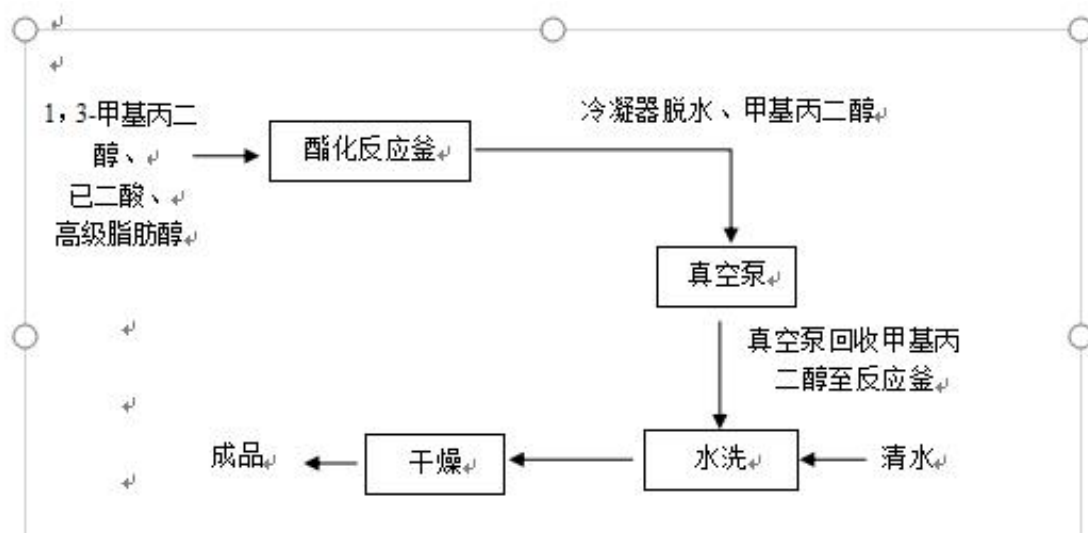 1，3-甲基丙二
醇、
已二酸、
高级脂肪醇
酯化反应釜
冷凝器脱水、甲基丙二醇
真空泵
真空泵回收甲基丙
二醇至反应釜
成品
干燥
水洗
清水